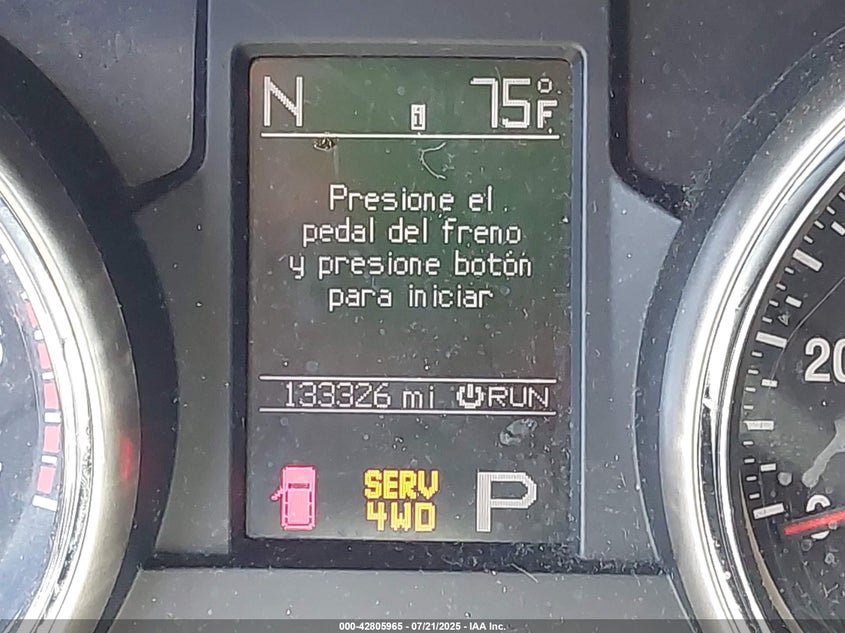 N i 75°F
Presione el
pedal del freno
y presione botón
para iniciar
133326 mi RUN
SERV
4WD
P
20
0
000-42805965 - 07/21/2025 - IAA Inc.